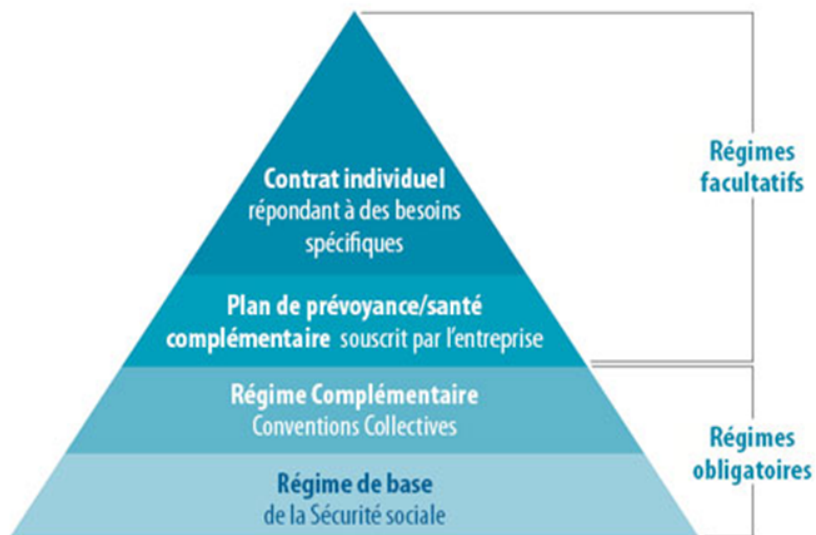 Contrat individuel
répondant à des besoins
spécifiques
Plan de prévoyance/santé
complémentaire souscrit par l'entreprise
Régime Complémentaire
Conventions Collectives
Régime de base
de la Sécurité sociale
Régimes
facultatifs
Régimes
obligatoires